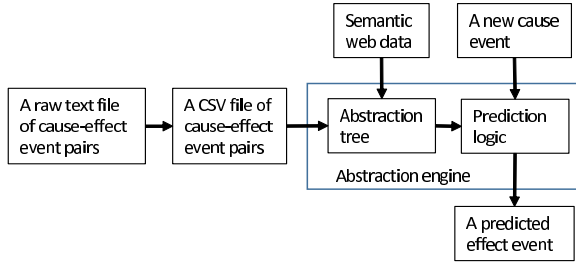 Semantic
web data
A new cause
event
A raw text file
of cause-effect
event pairs
A CSV file of
cause-effect
event pairs
Abstraction
tree
Prediction
logic
Abstraction engine
A predicted
effect event